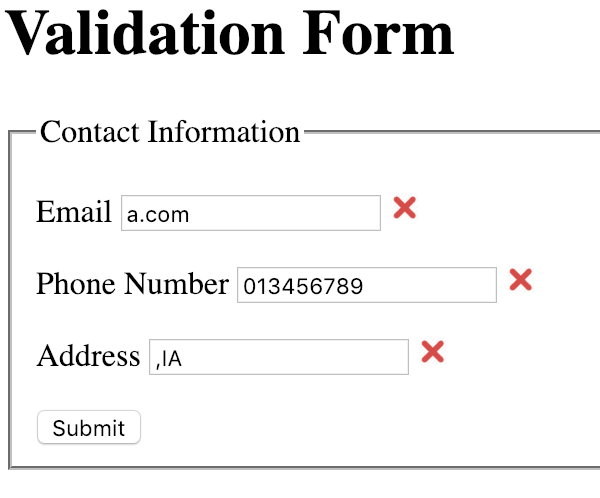 Validation Form
Contact Information
Email a.com
Phone Number 013456789
Address ,IA
Submit